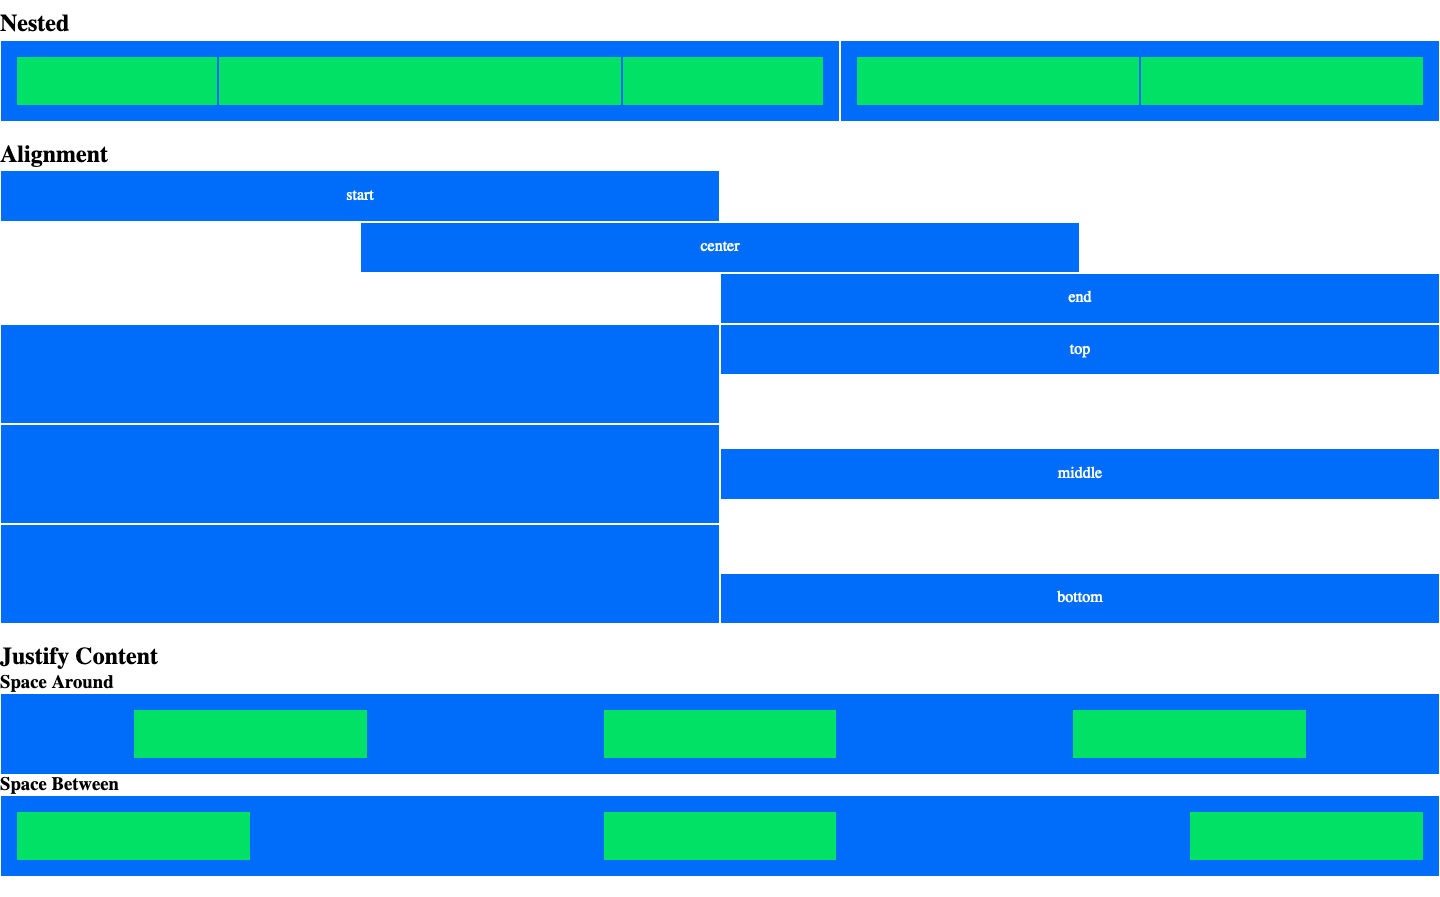 Nested
Alignment
start
center
end
top
middle
bottom
Justify Content
Space Around
Space Between